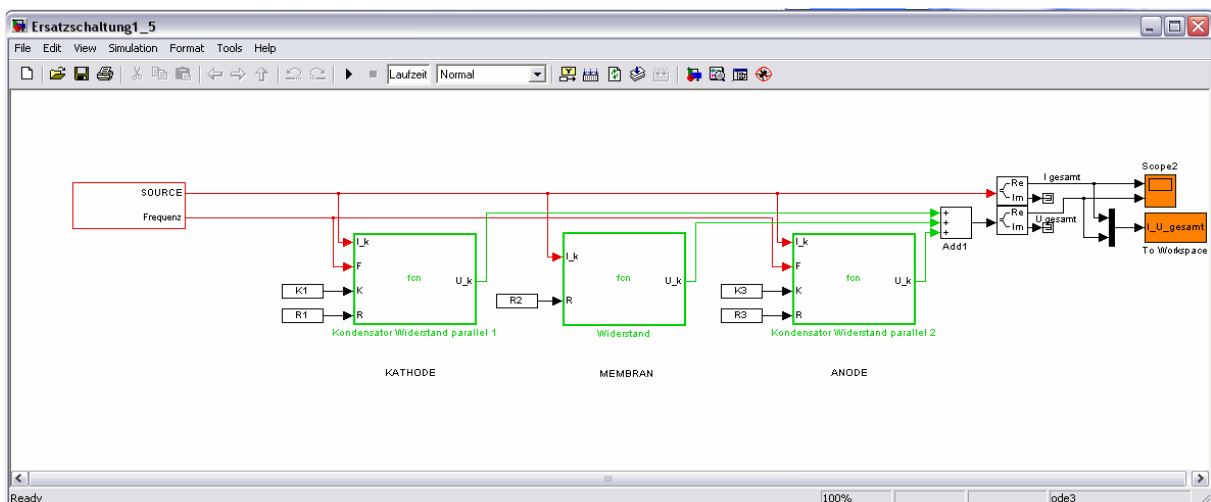 Ersatzschaltung1_5
File Edit View Simulation Format Tools Help
Laufzeit Normal
SOURCE
Frequenz
I_k
F
K
R
fcn
U_k
K1
R1
Kondensator Widerstand parallel 1
KATHODE
I_k
R
fcn
U_k
R2
Widerstand
MEMBRAN
I_k
F
K
R
fcn
U_k
K3
R3
Kondensator Widerstand parallel 2
ANODE
+
+
+
Add1
Re
Im
I gesamt
Re
Im
U gesamt
Scope2
I_U_gesamt
To Workspace
Ready 100% ode3